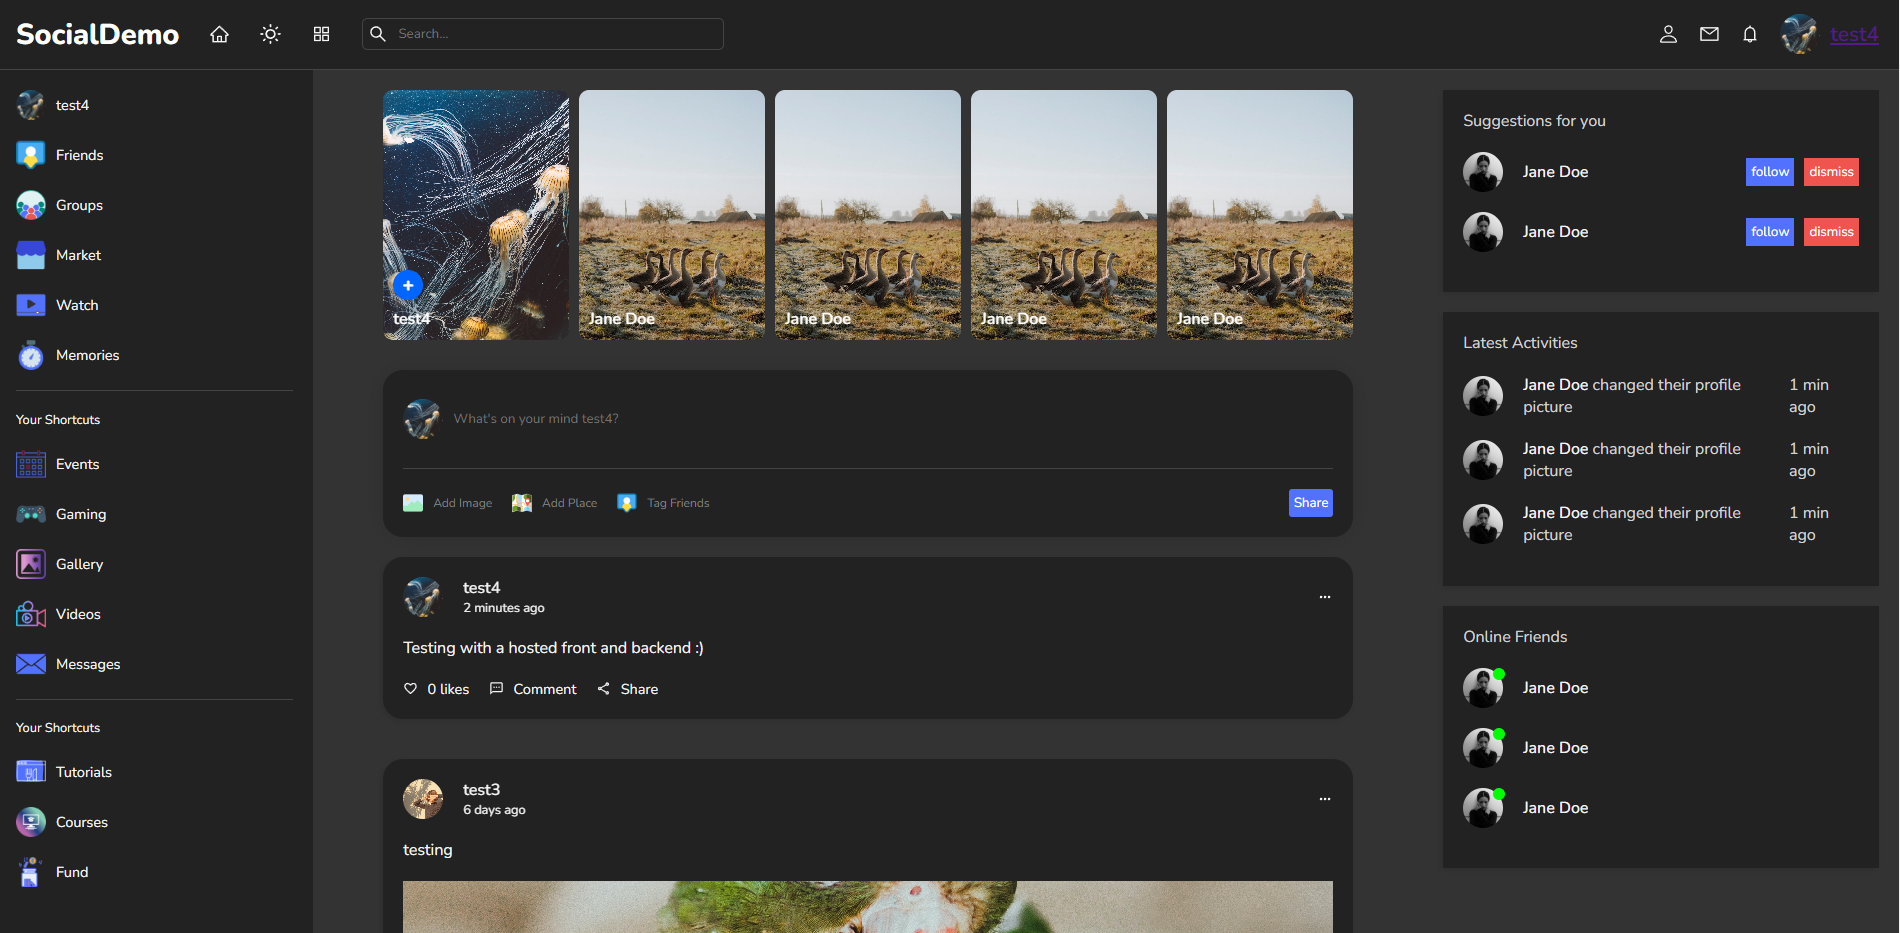 SocialDemo
Search...
test4
test4
Friends
Groups
Market
Watch
Memories
Your Shortcuts
Events
Gaming
Gallery
Videos
Messages
Your Shortcuts
Tutorials
Courses
Fund
test4
Jane Doe
Jane Doe
Jane Doe
Jane Doe
What's on your mind test4?
Add Image
Add Place
Tag Friends
Share
test4
2 minutes ago
Testing with a hosted front and backend :)
0 likes
Comment
Share
test3
6 days ago
testing
Suggestions for you
Jane Doe
follow
dismiss
Jane Doe
follow
dismiss
Latest Activities
Jane Doe changed their profile
picture
1 min
ago
Jane Doe changed their profile
picture
1 min
ago
Jane Doe changed their profile
picture
1 min
ago
Online Friends
Jane Doe
Jane Doe
Jane Doe